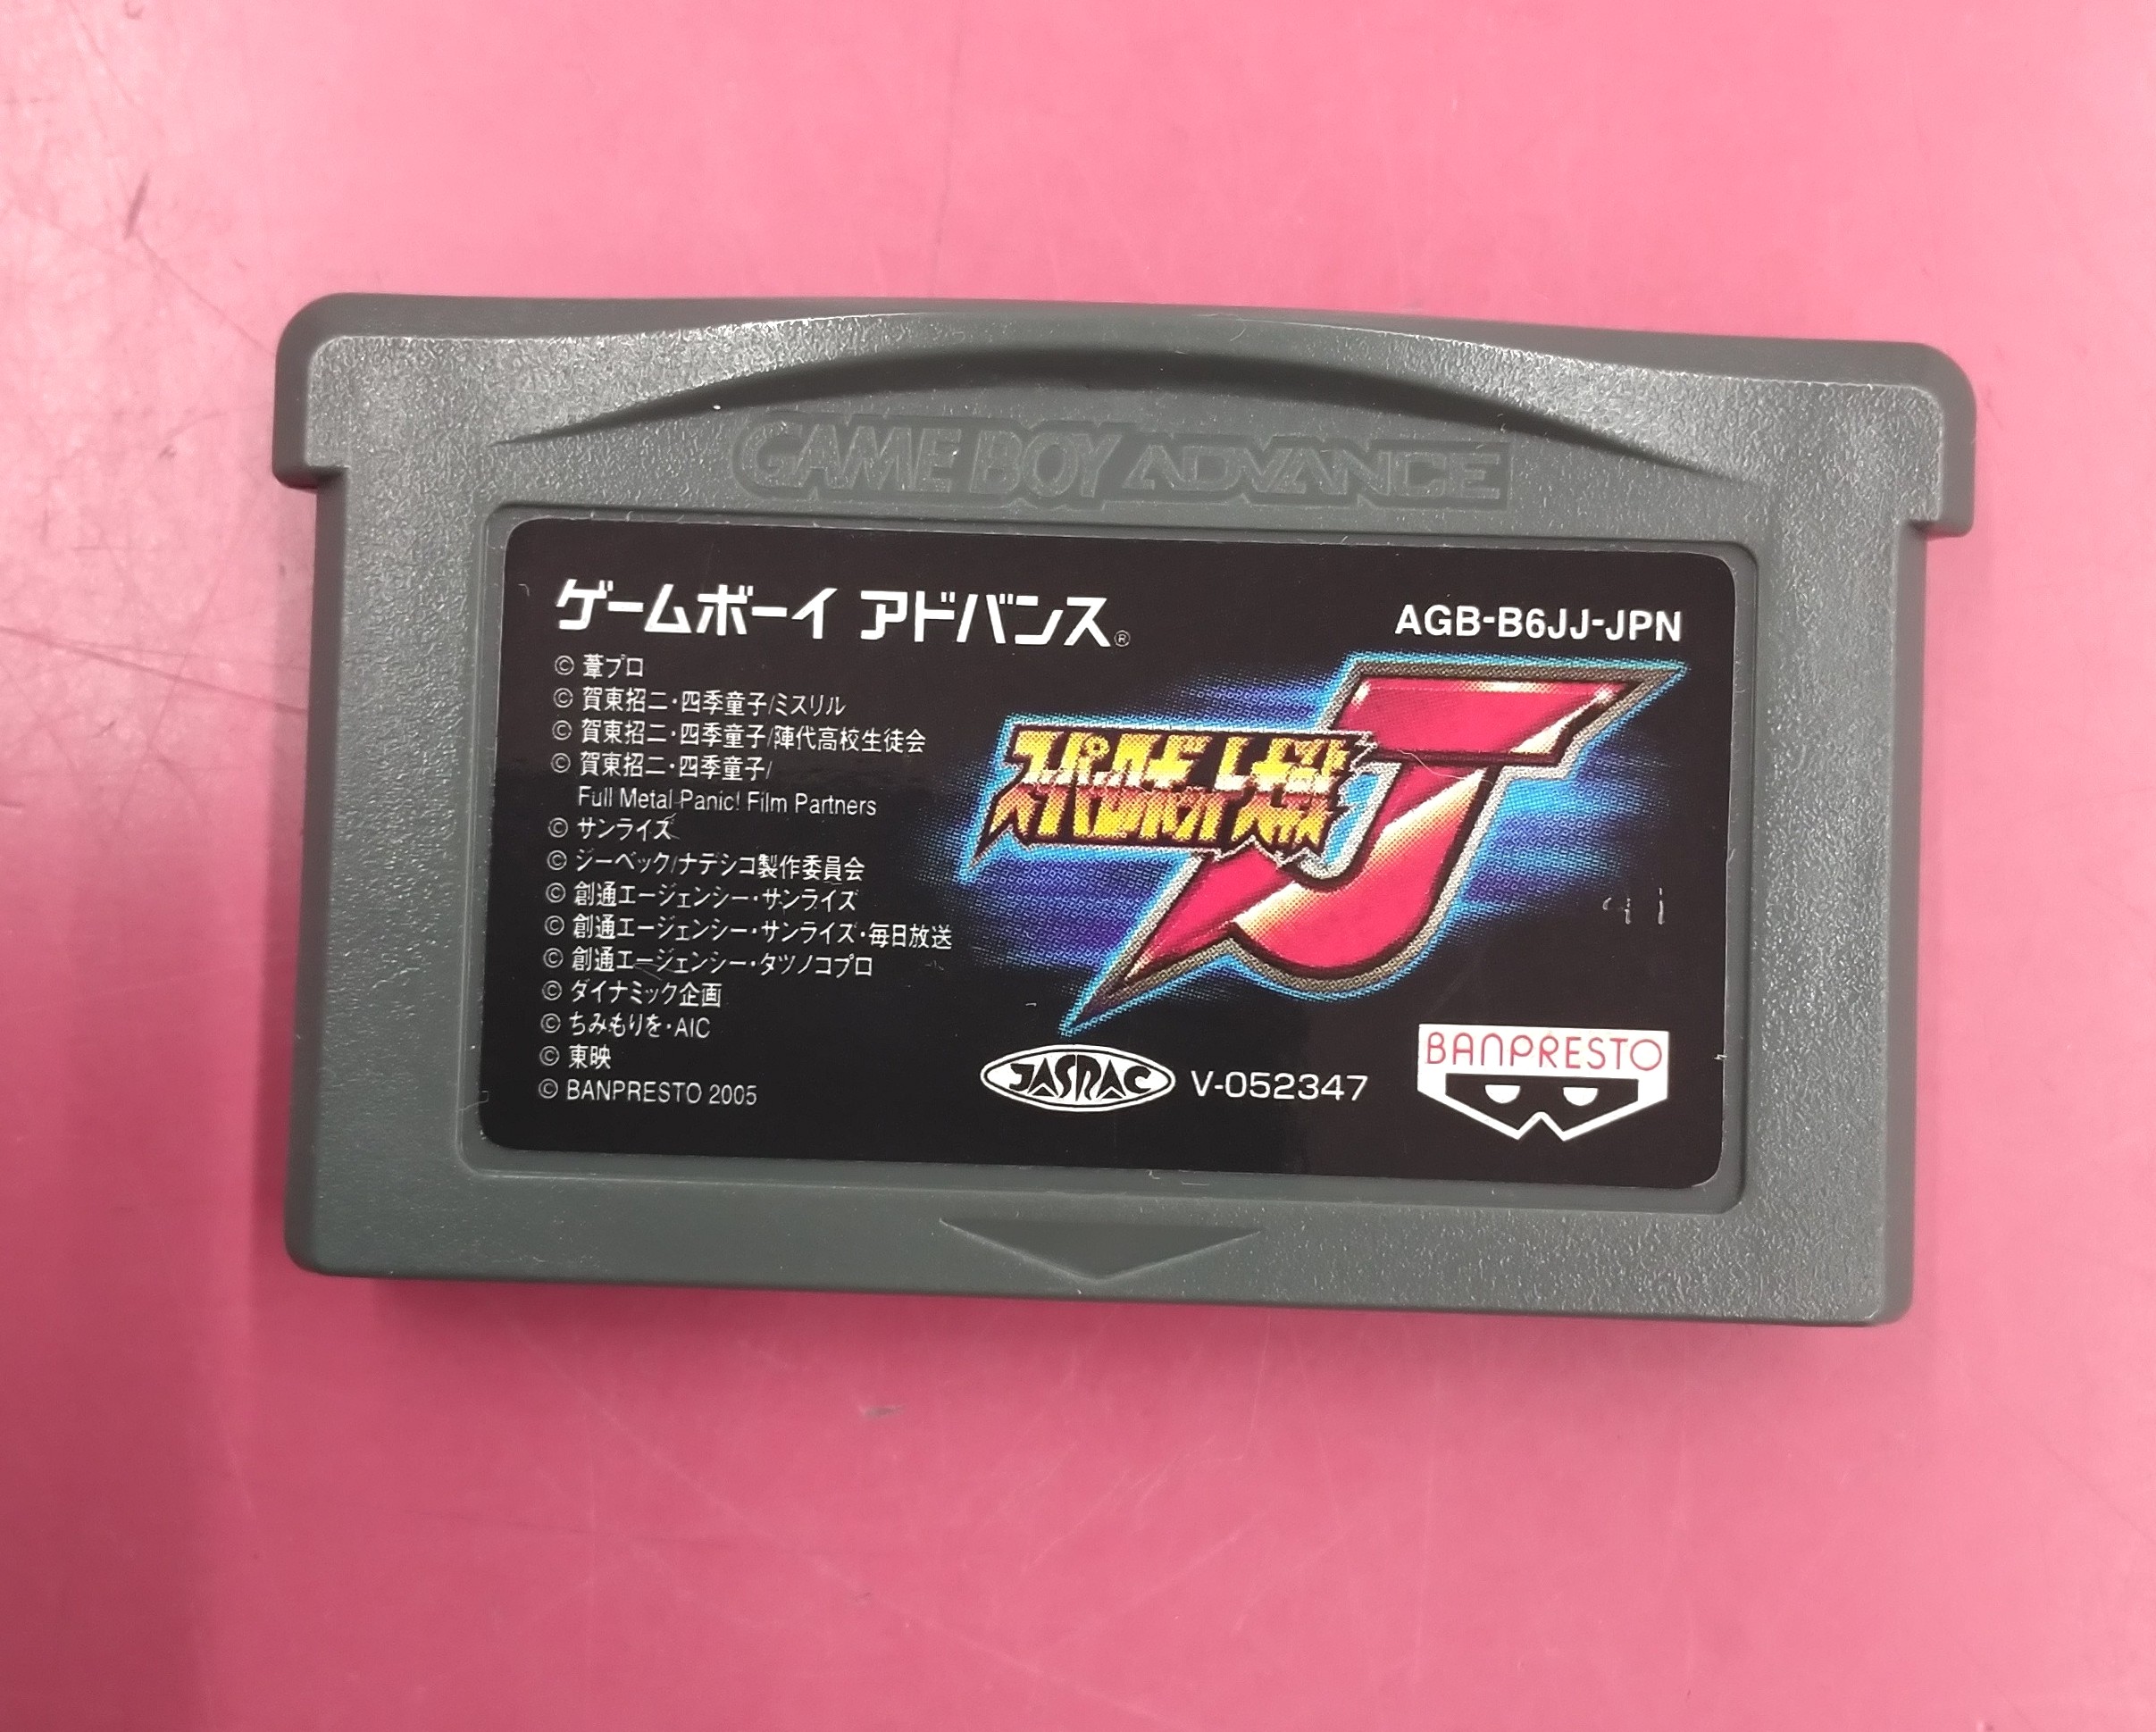 GAME BOY ADVANCE
ゲームボーイ アドバンス®
AGB-B6JJ-JPN
© 葦プロ
© 賀東招二・四季童子/ミスリル
© 賀東招二・四季童子/陣代高校生徒会
© 賀東招二・四季童子/
Full Metal Panic! Film Partners
© サンライズ
© ジーベック/ナデシコ製作委員会
© 創通エージェンシー・サンライズ
© 創通エージェンシー・サンライズ・毎日放送
© 創通エージェンシー・タツノコプロ
© ダイナミック企画
© ちみもりを・AIC
© 東映
© BANPRESTO 2005
スーパーロボット大戦J
JASRAC V-052347
BANPRESTO